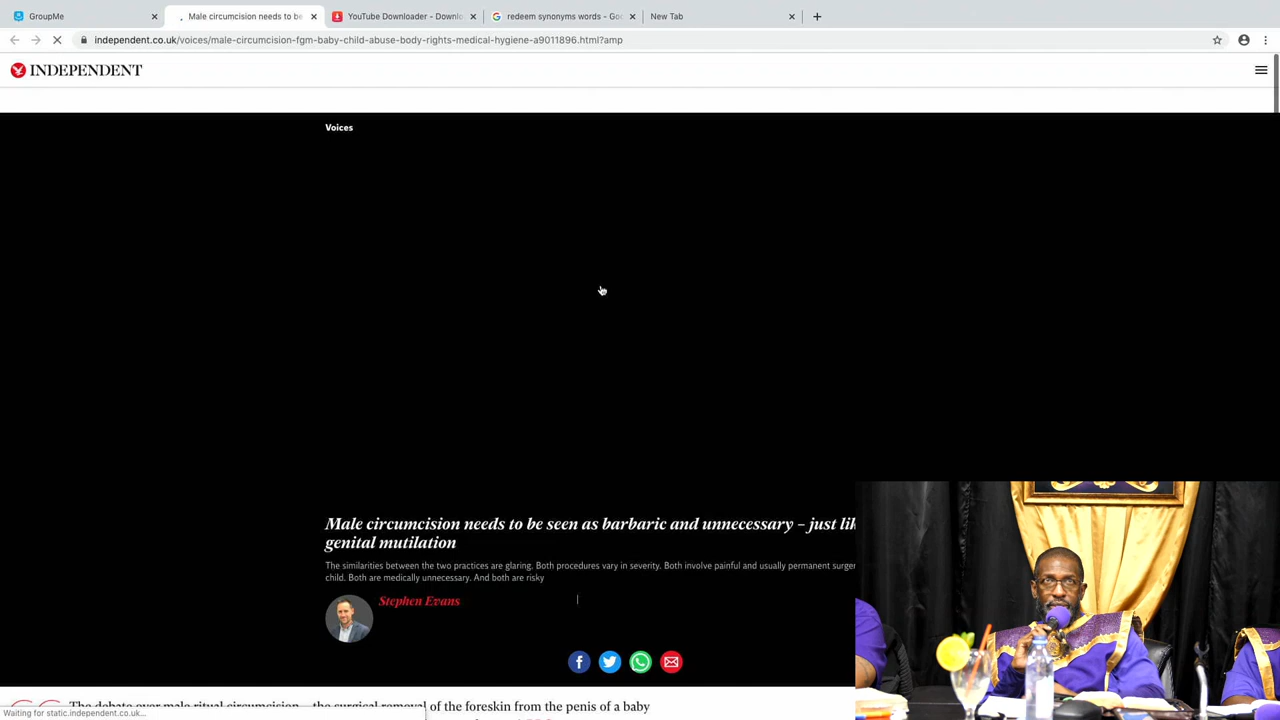 GroupMe
Male circumcision needs to be
YouTube Downloader - Downlo
redeem synonyms words - Goo
New Tab
independent.co.uk/voices/male-circumcision-fgm-baby-child-abuse-body-rights-medical-hygiene-a9011896.html?amp
INDEPENDENT
Voices
Male circumcision needs to be seen as barbaric and unnecessary – just lik
genital mutilation
The similarities between the two practices are glaring. Both procedures vary in severity. Both involve painful and usually permanent surger
child. Both are medically unnecessary. And both are risky
Stephen Evans
The debate over male ritual circumcision – the surgical removal of the foreskin from the penis of a baby
Waiting for static.independent.co.uk...